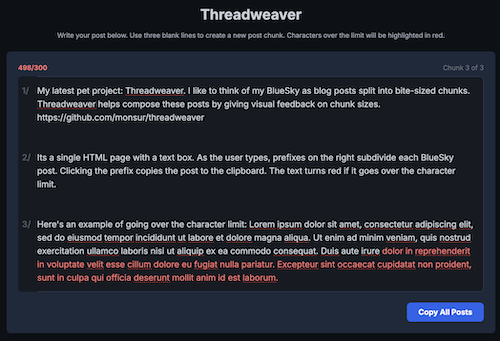 Threadweaver
Write your post below. Use three blank lines to create a new post chunk. Characters over the limit will be highlighted in red.
498/300
Chunk 3 of 3
1/ My latest pet project: Threadweaver. I like to think of my BlueSky as blog posts split into bite-sized chunks.
Threadweaver helps compose these posts by giving visual feedback on chunk sizes.
https://github.com/monsur/threadweaver
2/ Its a single HTML page with a text box. As the user types, prefixes on the right subdivide each BlueSky
post. Clicking the prefix copies the post to the clipboard. The text turns red if it goes over the character
limit.
3/ Here's an example of going over the character limit: Lorem ipsum dolor sit amet, consectetur adipiscing elit,
sed do eiusmod tempor incididunt ut labore et dolore magna aliqua. Ut enim ad minim veniam, quis nostrud
exercitation ullamco laboris nisi ut aliquip ex ea commodo consequat. Duis aute irure dolor in reprehenderit
in voluptate velit esse cillum dolore eu fugiat nulla pariatur. Excepteur sint occaecat cupidatat non proident,
sunt in culpa qui officia deserunt mollit anim id est laborum.
Copy All Posts